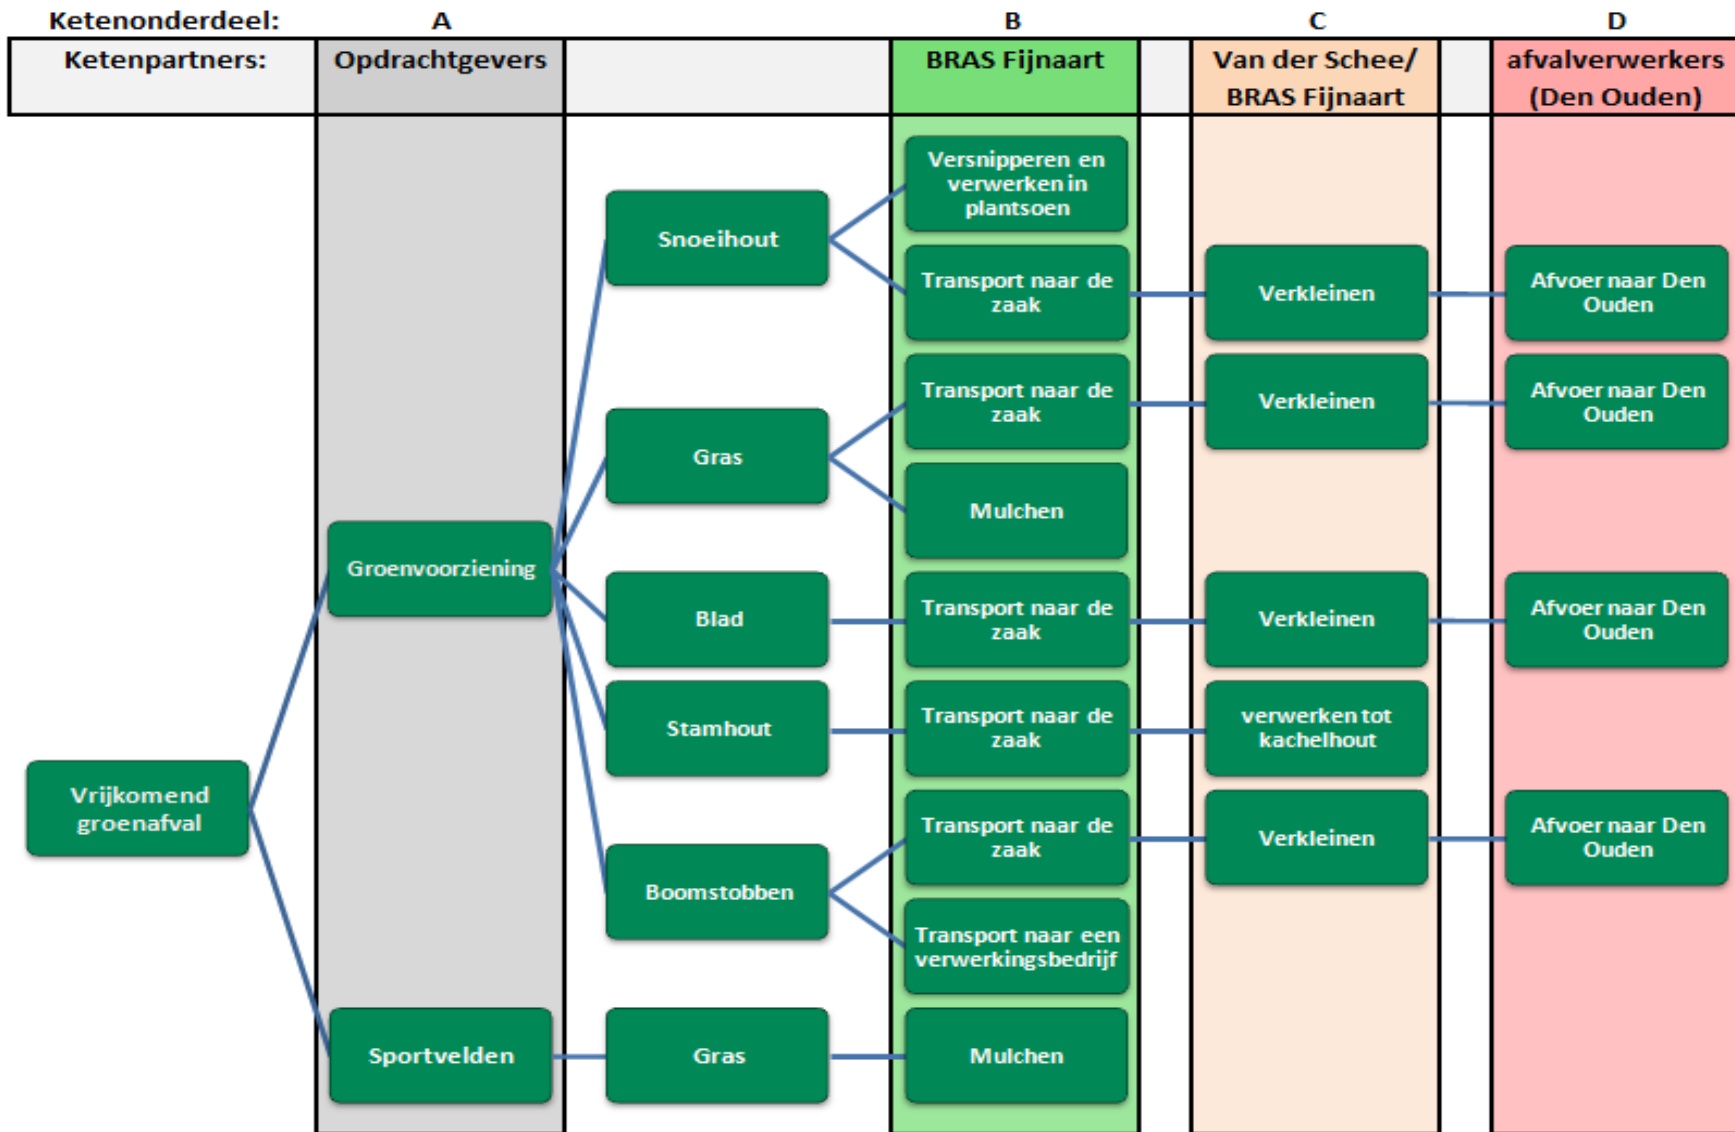 Ketenonderdeel: A B C D
Ketenpartners: Opdrachtgevers BRAS Fijnaart Van der Schee/ afvalverwerkers
BRAS Fijnaart (Den Ouden)
Versnipperen en
verwerken in
plantsoen
Snoeihout
Transport naar de
zaak
Verkleinen
Afvoer naar Den
Ouden
Transport naar de
zaak
Verkleinen
Afvoer naar Den
Ouden
Gras
Mulchen
Groenvoorziening
Blad
Transport naar de
zaak
Verkleinen
Afvoer naar Den
Ouden
Stamhout
Transport naar de
zaak
verwerken tot
kachelhout
Vrijkomend
groenafval
Transport naar de
zaak
Verkleinen
Afvoer naar Den
Ouden
Boomstobben
Transport naar een
verwerkingsbedrijf
Sportvelden
Gras
Mulchen